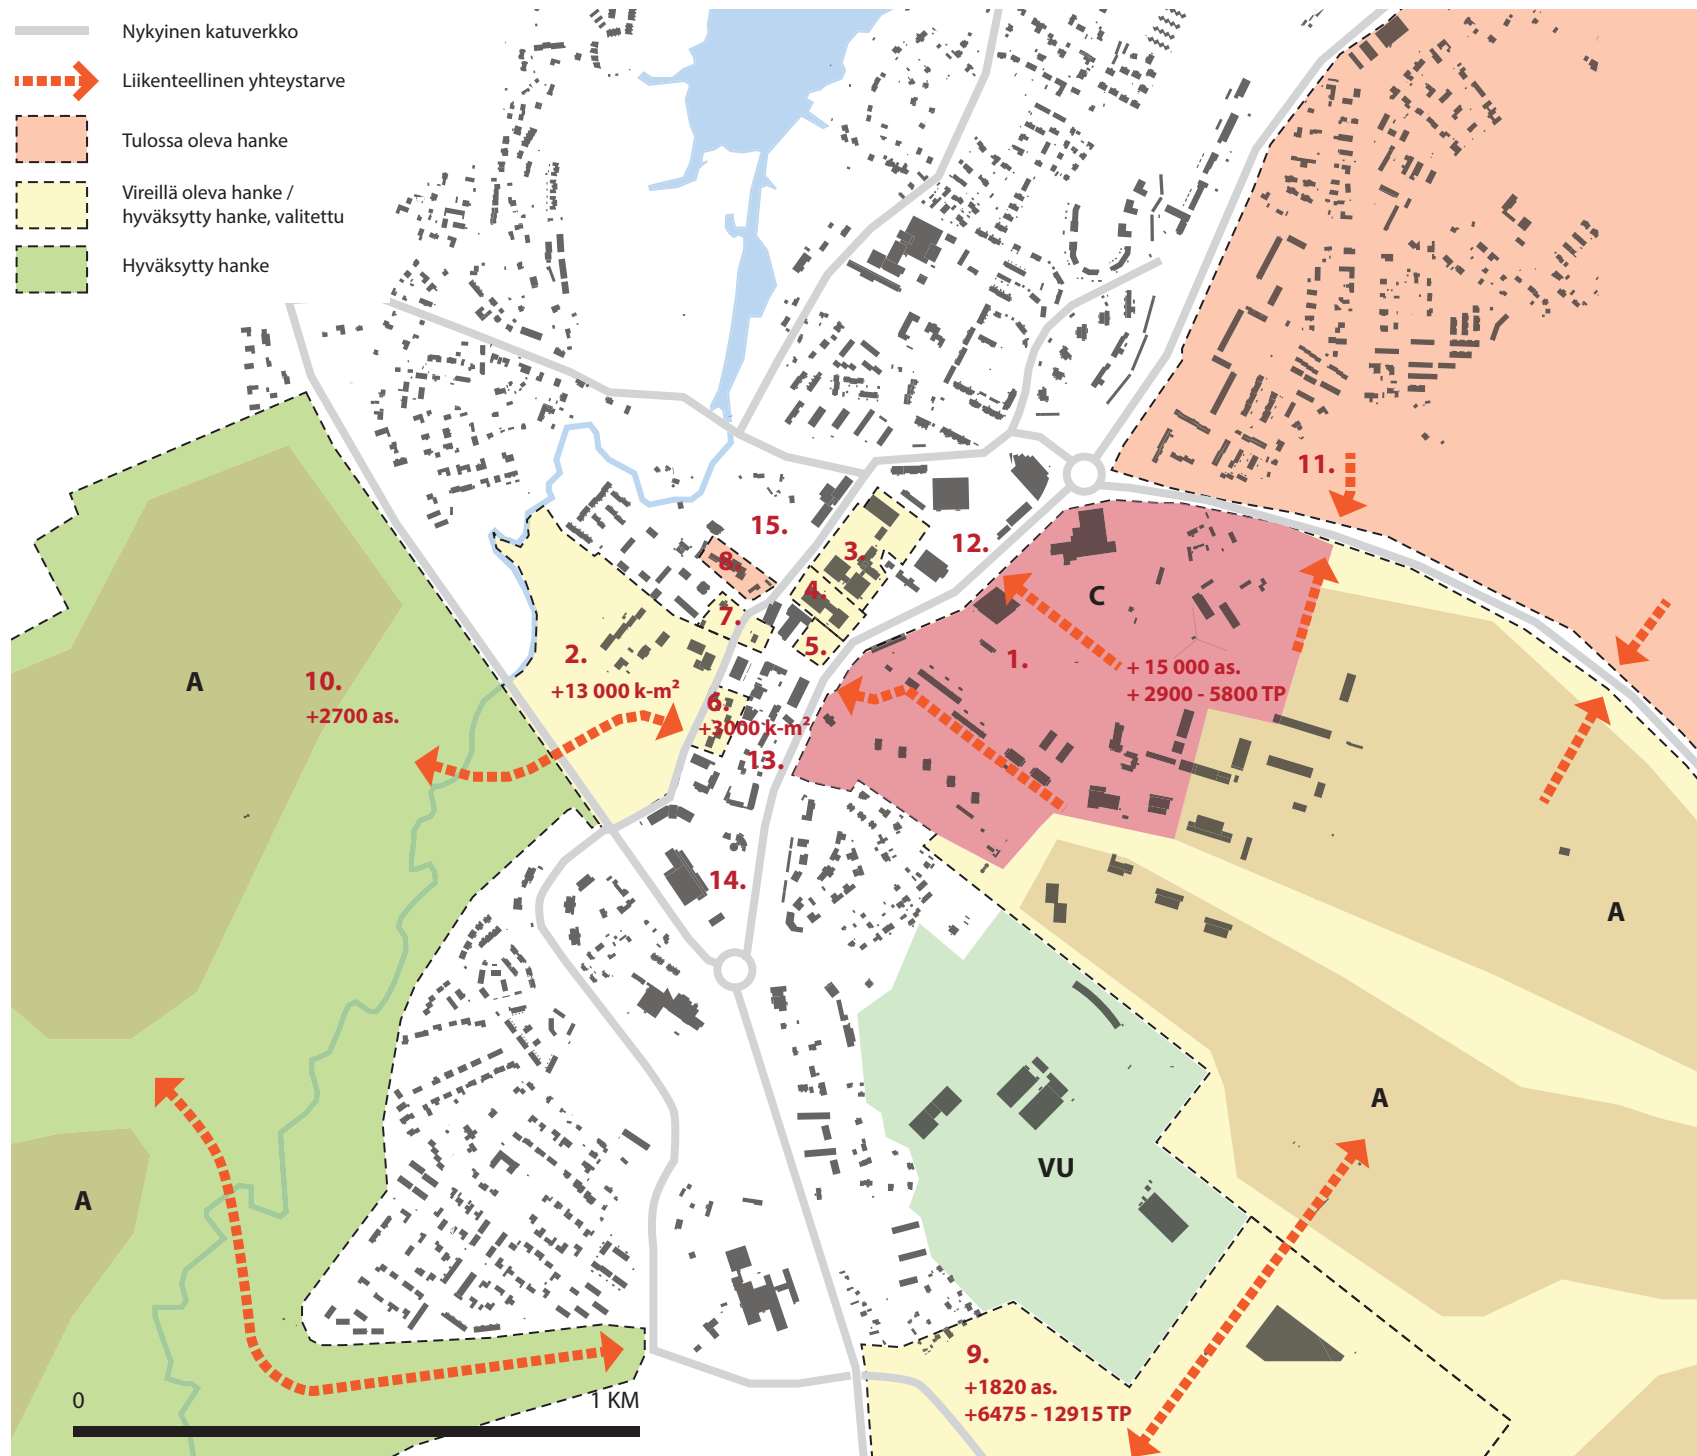 Nykyinen katuverkko
Liikenteellinen yhteystarve
Tulossa oleva hanke
Vireillä oleva hanke /
hyväksytty hanke, valitettu
Hyväksytty hanke
11.
15.
12.
3.
8.
4.
C
7.
5.
2.
1.
+13 000 k-m²
+ 15 000 as.
+ 2900 - 5800 TP
A
10.
+2700 as.
6.
+3000 k-m²
13.
14.
A
A
VU
A
9.
+1820 as.
+6475 - 12915 TP
0
1 KM